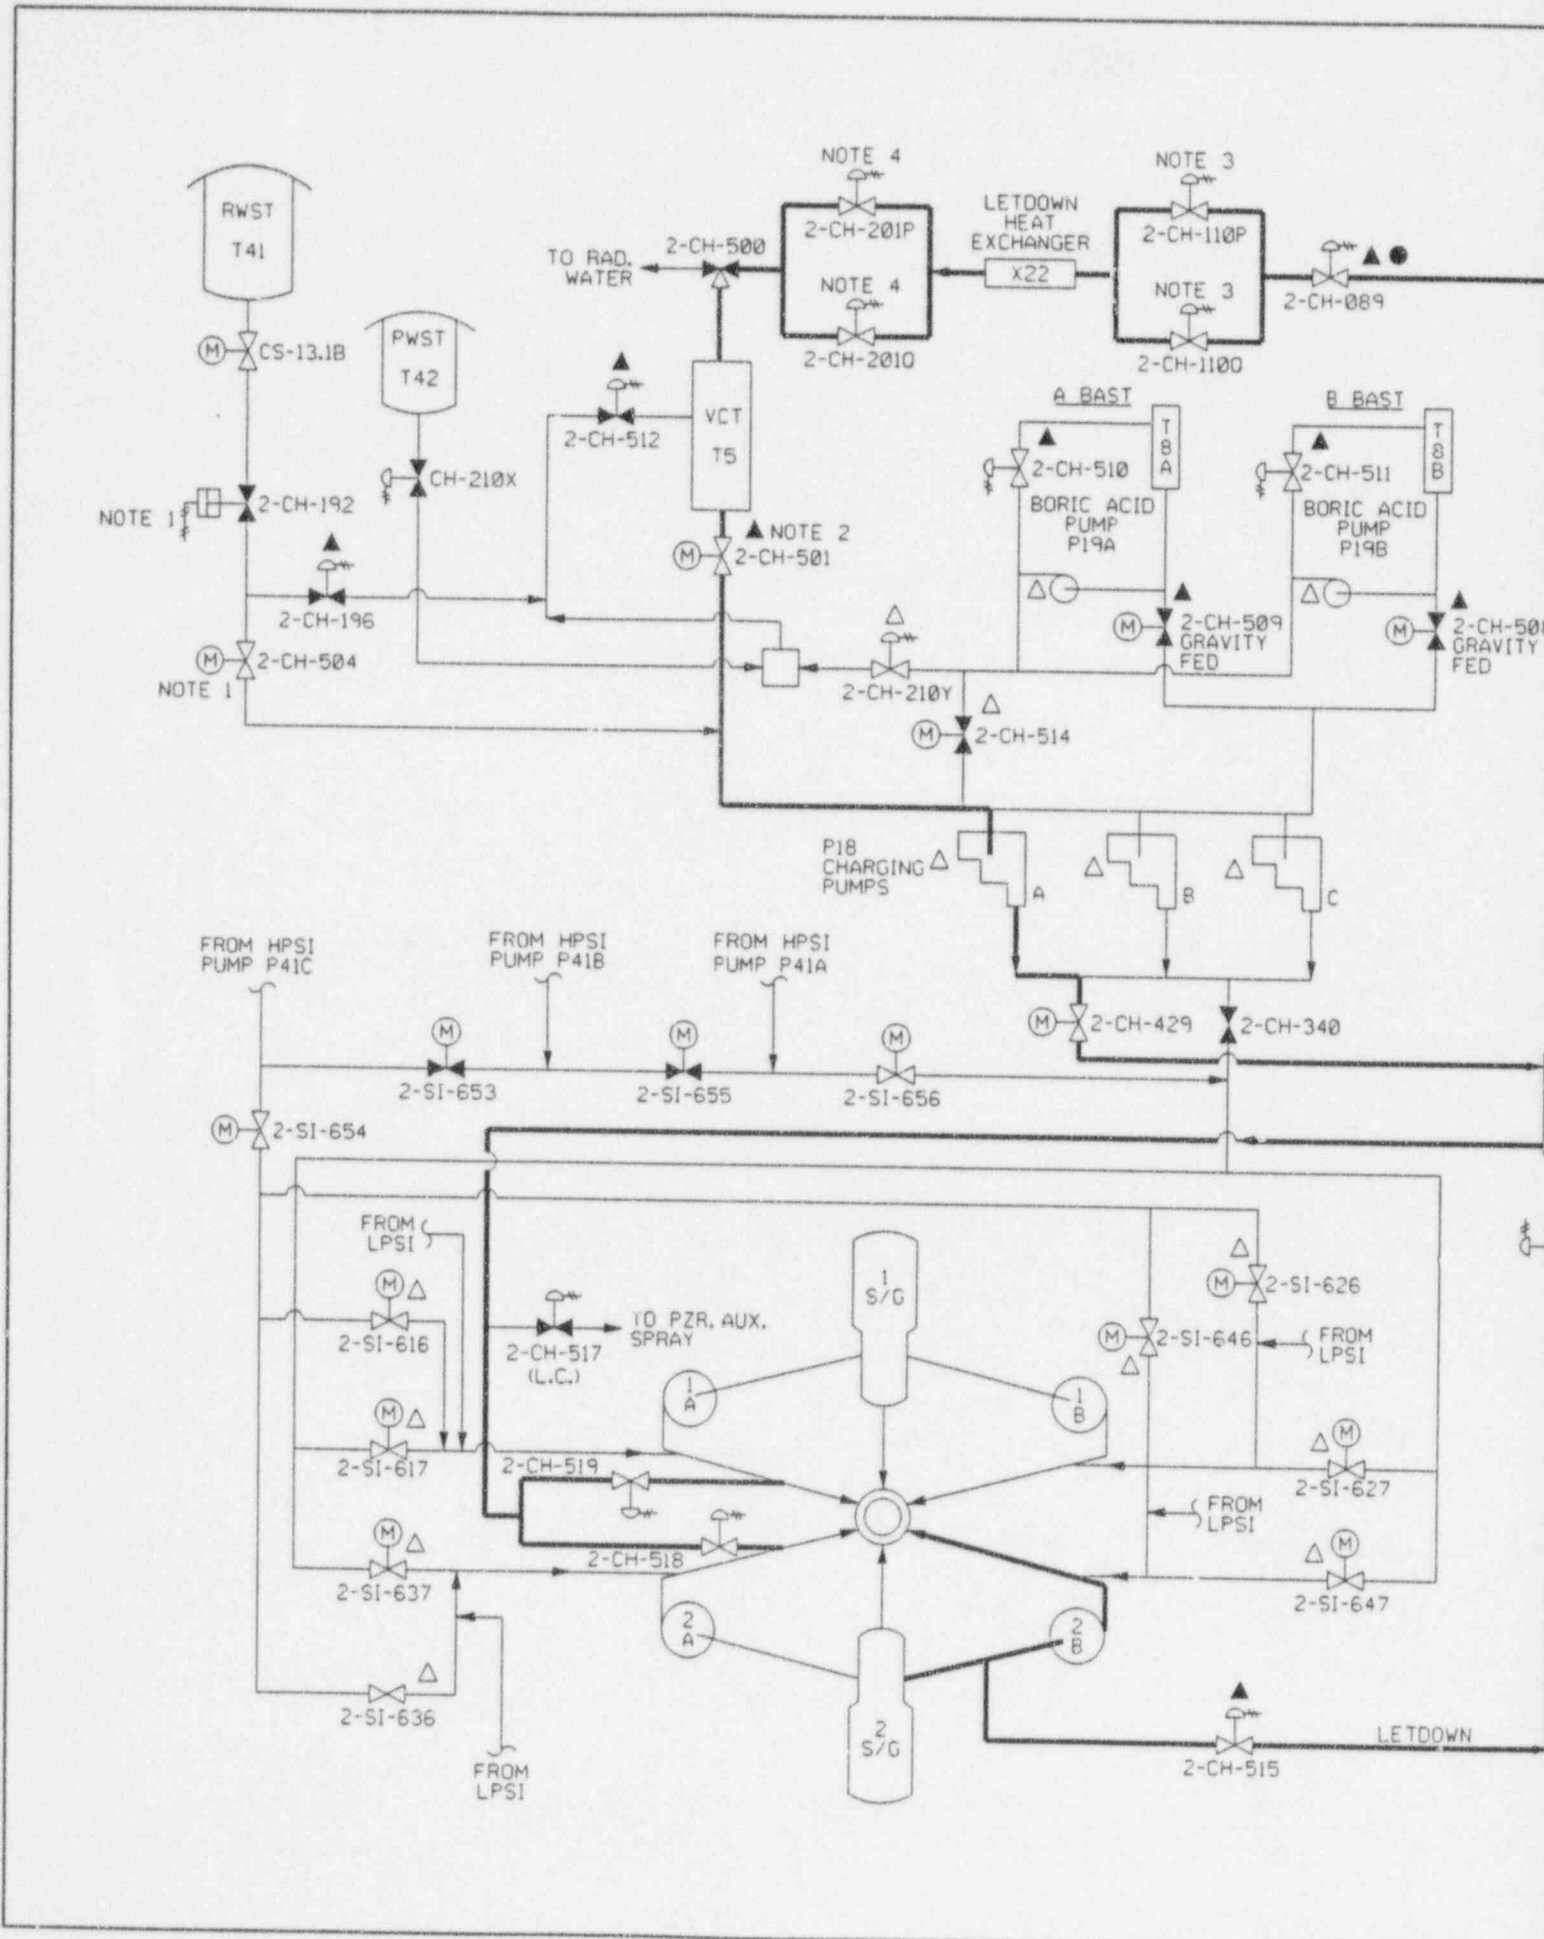 NOTE 4
NOTE 3
RWST
T41
2-CH-201P
LETDOWN
HEAT
EXCHANGER
X22
2-CH-110P
2-CH-500
TO RAD.
WATER
NOTE 4
NOTE 3
2-CH-089
M
CS-13.1B
PWST
T42
2-CH-201Q
2-CH-110Q
VCT
T5
2-CH-512
A BAST
T8A
2-CH-510
B BAST
T8B
2-CH-511
CH-210X
NOTE 1
2-CH-192
BORIC ACID
PUMP
P19A
BORIC ACID
PUMP
P19B
NOTE 2
M
2-CH-501
2-CH-196
M
2-CH-509
GRAVITY
FED
M
2-CH-508
GRAVITY
FED
M
2-CH-504
NOTE 1
2-CH-210Y
M
2-CH-514
P18
CHARGING
PUMPS
A
B
C
FROM HPSI
PUMP P41C
FROM HPSI
PUMP P41B
FROM HPSI
PUMP P41A
M
2-CH-429
2-CH-340
M
2-SI-653
M
2-SI-655
M
2-SI-656
M
2-SI-654
FROM
LPSI
1
S/G
M
2-SI-626
M
2-SI-616
TO PZR. AUX.
SPRAY
2-CH-517
(L.C.)
M
2-SI-646
FROM
LPSI
1
A
1
B
M
2-SI-617
2-CH-519
M
2-SI-627
FROM
LPSI
M
2-SI-637
2-CH-518
M
2-SI-647
2
A
2
B
2-SI-636
2
S/G
LETDOWN
2-CH-515
FROM
LPSI